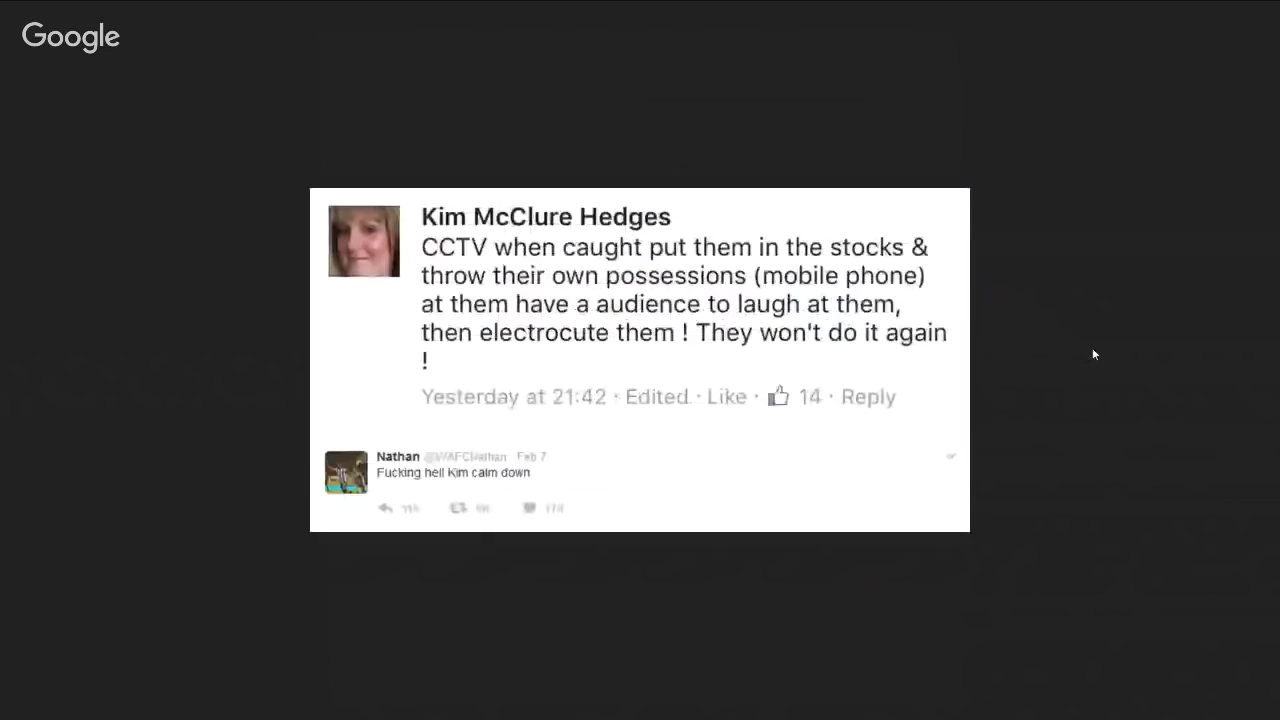 Google
Kim McClure Hedges
CCTV when caught put them in the stocks &
throw their own possessions (mobile phone)
at them have a audience to laugh at them,
then electrocute them ! They won't do it again
!
Yesterday at 21:42 · Edited · Like · 14 · Reply
Nathan Feb 7
Fucking hell Kim calm down